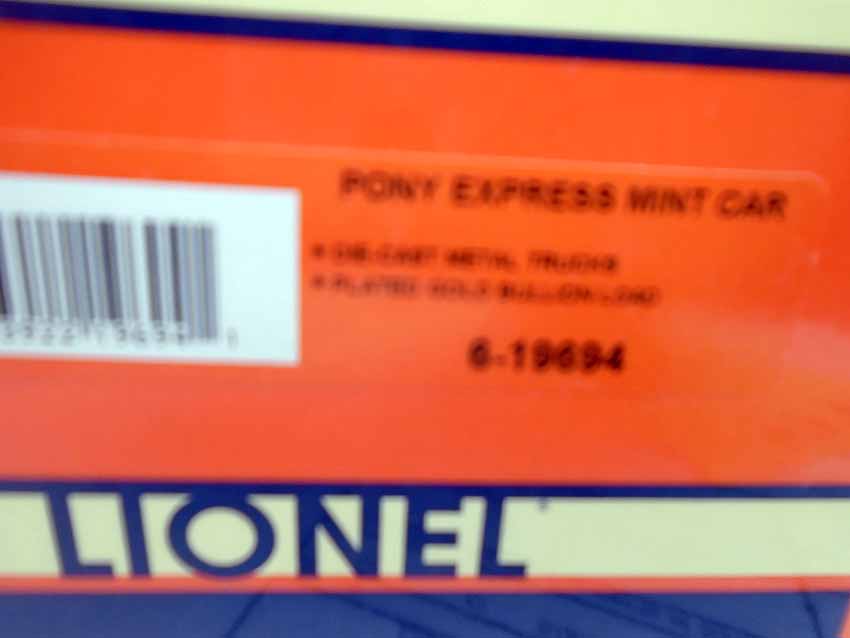 PONY EXPRESS MINT CAR
• DIE-CAST METAL TRUCKS
• PLATED GOLD BULLION LOAD
6-19694
LIONEL